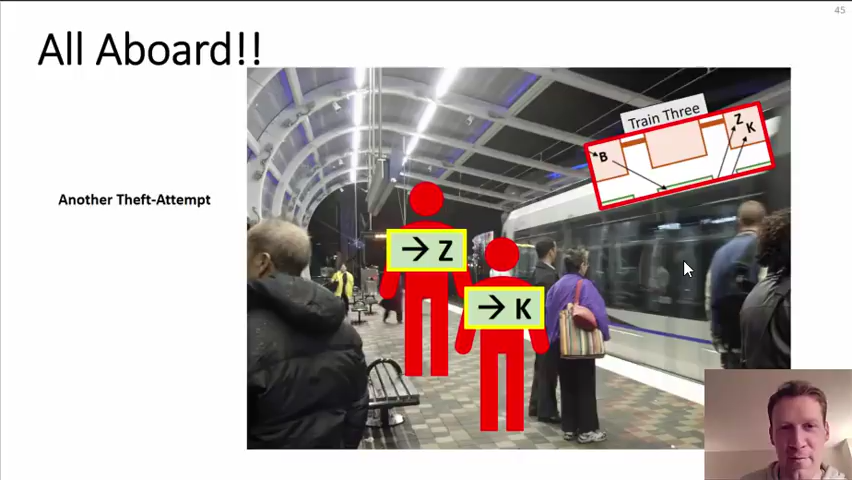 45
All Aboard!!
Train Three
B
Z
K
Another Theft-Attempt
→ Z
→ K